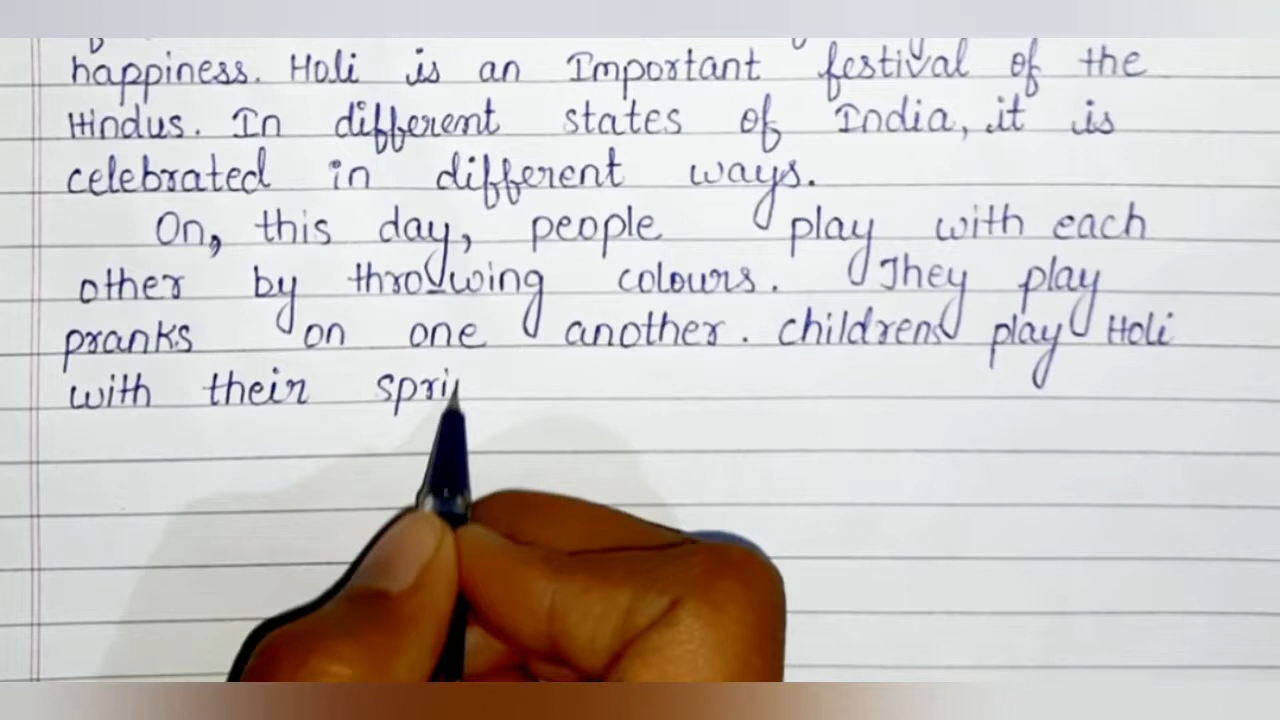 happiness. Holi is an Important festival of the
Hindus. In different states of India, it is
celebrated in different ways.
On, this day, people play with each
other by throwing colours. They play
pranks on one another. childrens play Holi
with their spri